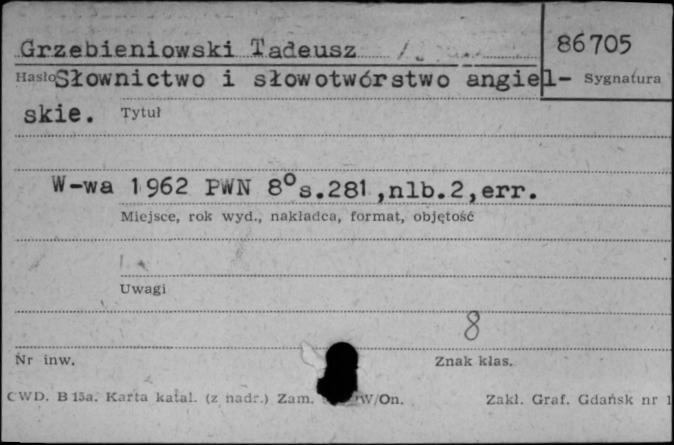 Grzebieniowski Tadeusz 86705
Hasło Słownictwo i słowotwórstwo angiel- Sygnatura
skie. Tytuł
W-wa 1962 PWN 8° s.281,nlb.2,err.
Miejsce, rok wyd., nakładca, format, objętość
Uwagi
8
Nr inw. Znak klas.
CWD. B 15a. Karta katal. (z nadr.) Zam. W/On. Zakł. Graf. Gdańsk nr 1